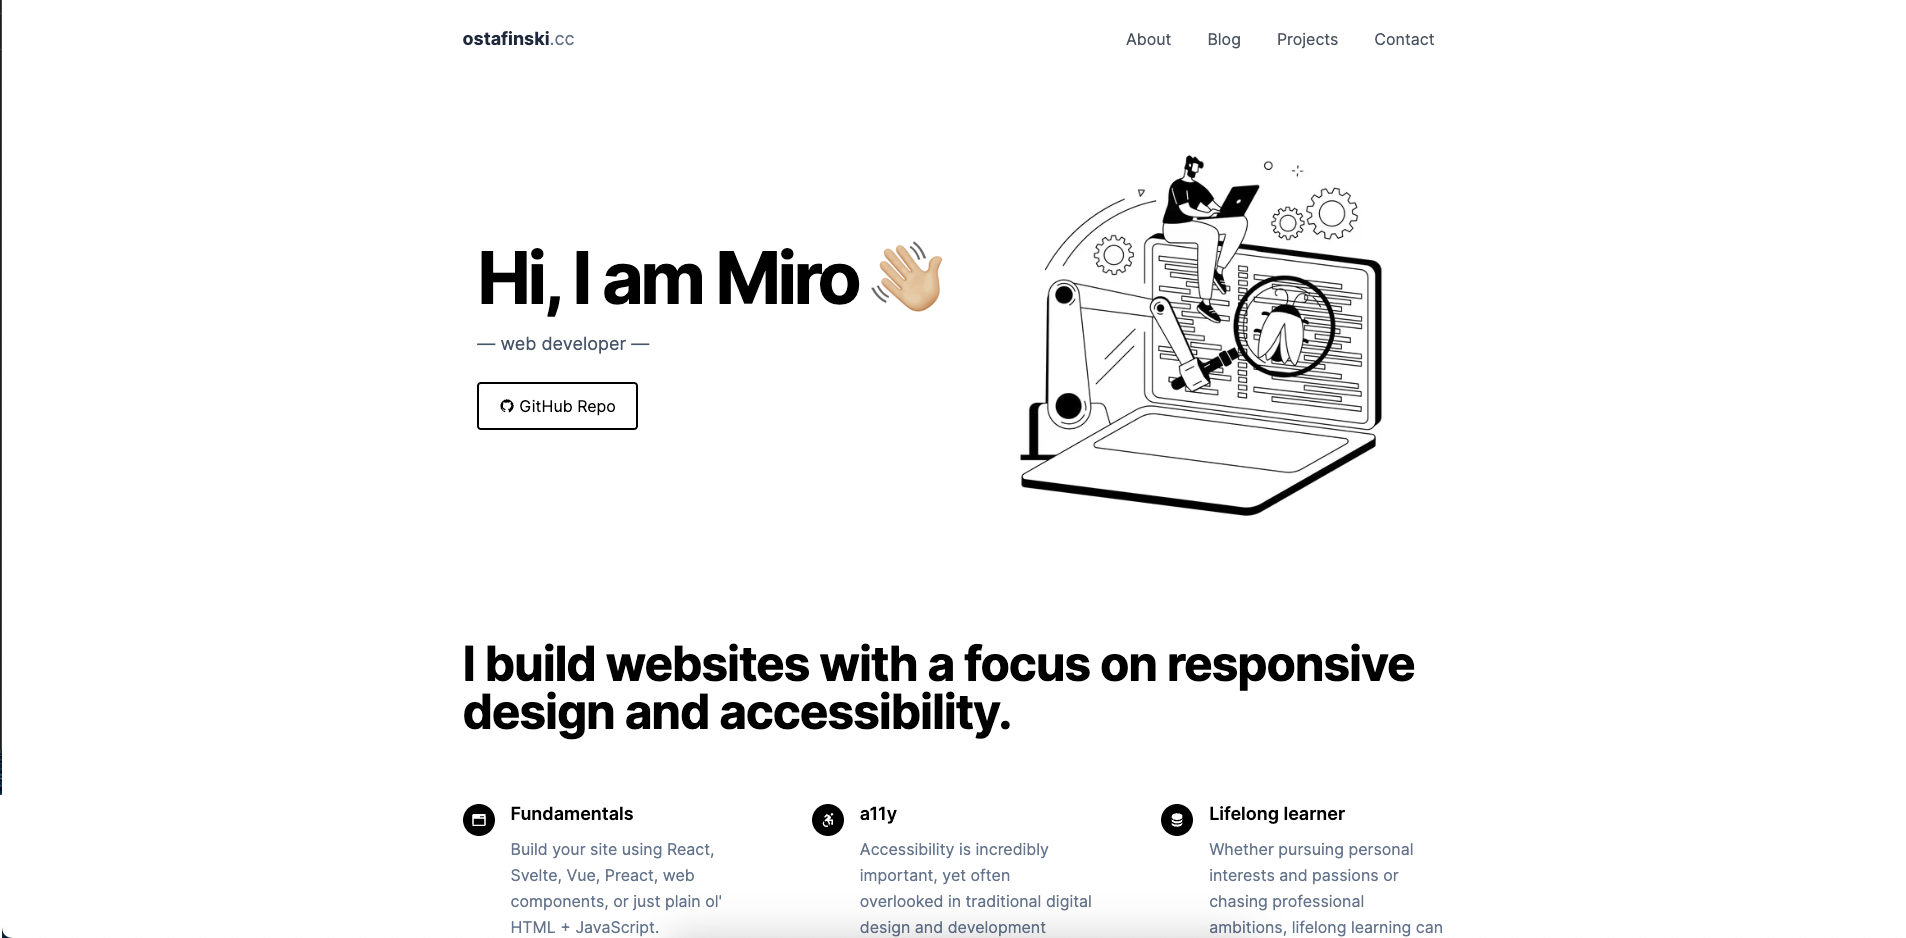 ostafinski.cc
About Blog Projects Contact
Hi, I am Miro 👋🏼
— web developer —
GitHub Repo
I build websites with a focus on responsive
design and accessibility.
Fundamentals
Build your site using React,
Svelte, Vue, Preact, web
components, or just plain ol'
HTML + JavaScript.
a11y
Accessibility is incredibly
important, yet often
overlooked in traditional digital
design and development
Lifelong learner
Whether pursuing personal
interests and passions or
chasing professional
ambitions, lifelong learning can